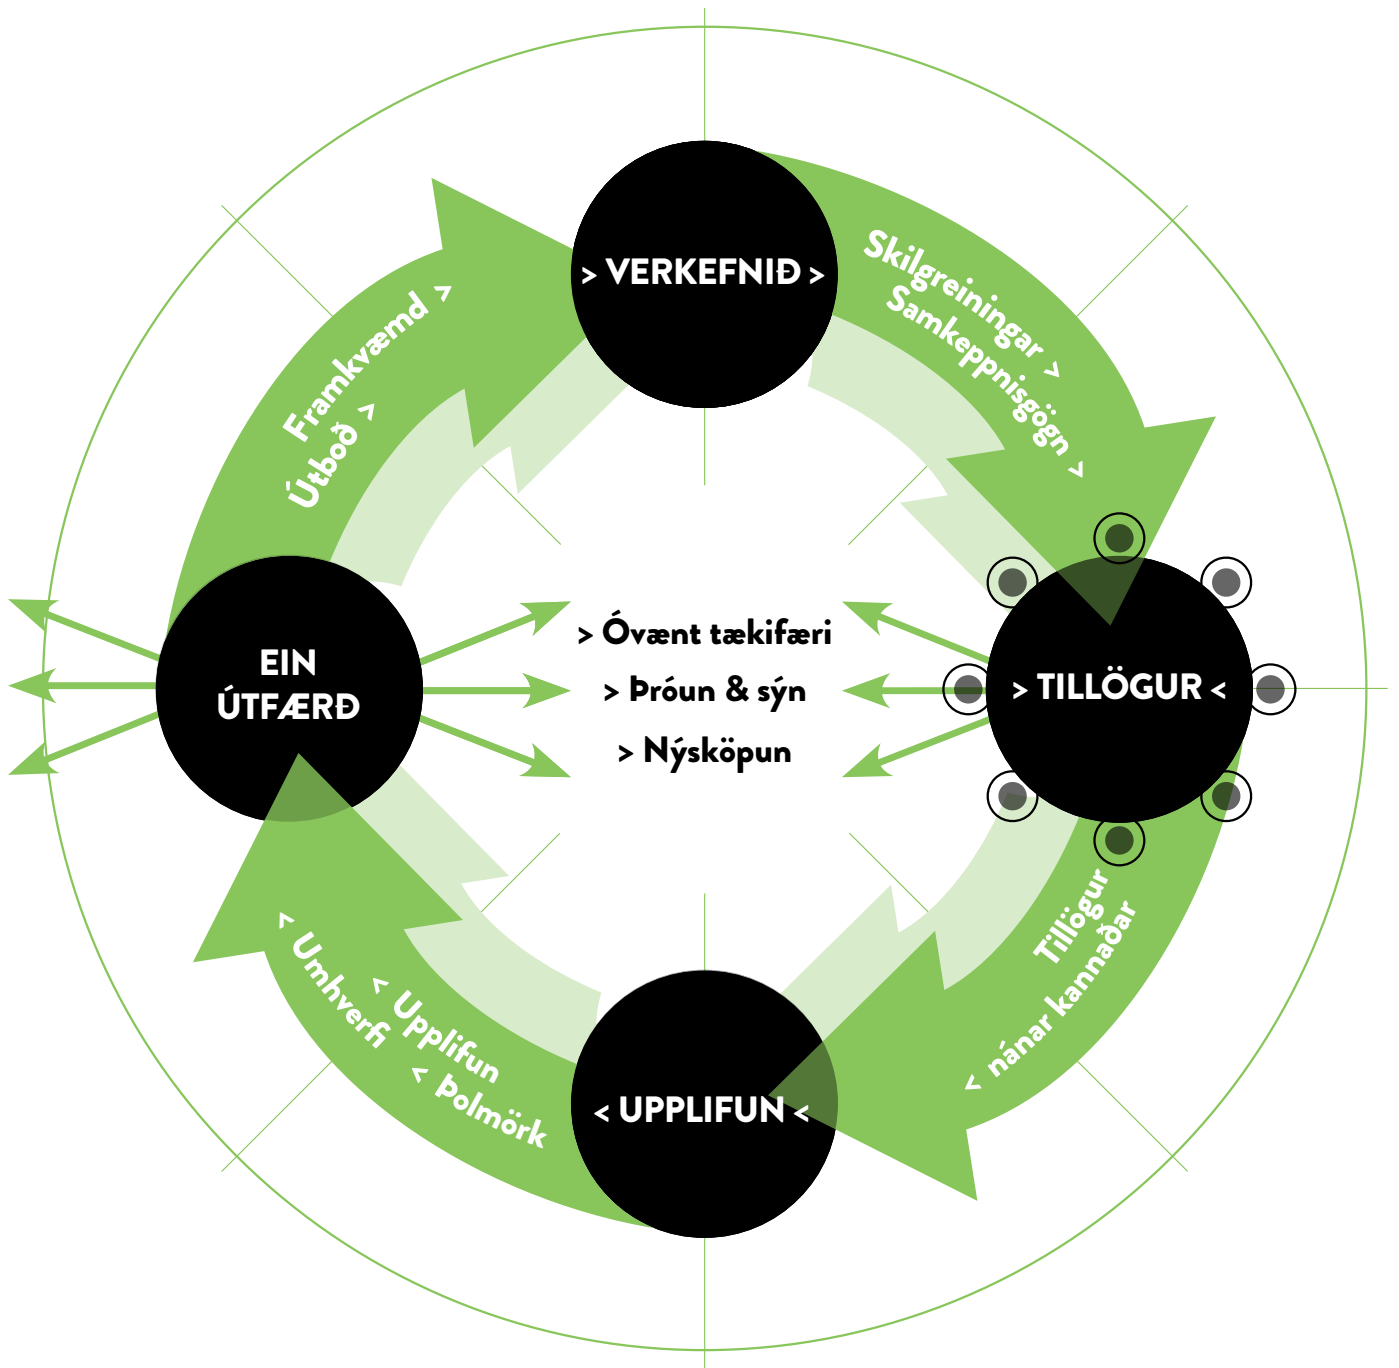 > VERKEFNIÐ >
Skilgreiningar >
Samkeppnisgögn >
> TILLÖGUR <
Tillögur
< nánar kannaðar
< UPPLIFUN <
< Upplifun
< Umhverfi
< Þolmörk
EIN
ÚTFÆRÐ
Framkvæmd >
Útboð >
> Óvænt tækifæri
> Þróun & sýn
> Nýsköpun